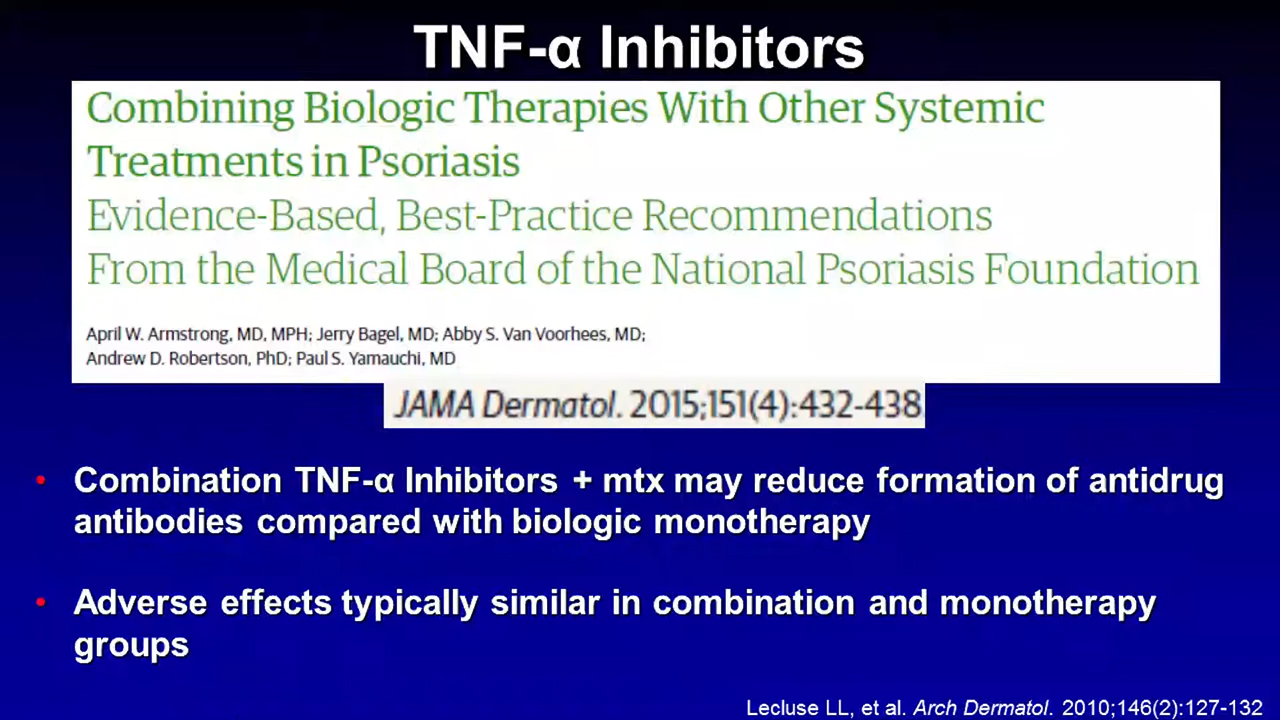 TNF-α Inhibitors
Combining Biologic Therapies With Other Systemic
Treatments in Psoriasis
Evidence-Based, Best-Practice Recommendations
From the Medical Board of the National Psoriasis Foundation
April W. Armstrong, MD, MPH; Jerry Bagel, MD; Abby S. Van Voorhees, MD;
Andrew D. Robertson, PhD; Paul S. Yamauchi, MD
JAMA Dermatol. 2015;151(4):432-438
• Combination TNF-α Inhibitors + mtx may reduce formation of antidrug
antibodies compared with biologic monotherapy
• Adverse effects typically similar in combination and monotherapy
groups
Lecluse LL, et al. Arch Dermatol. 2010;146(2):127-132